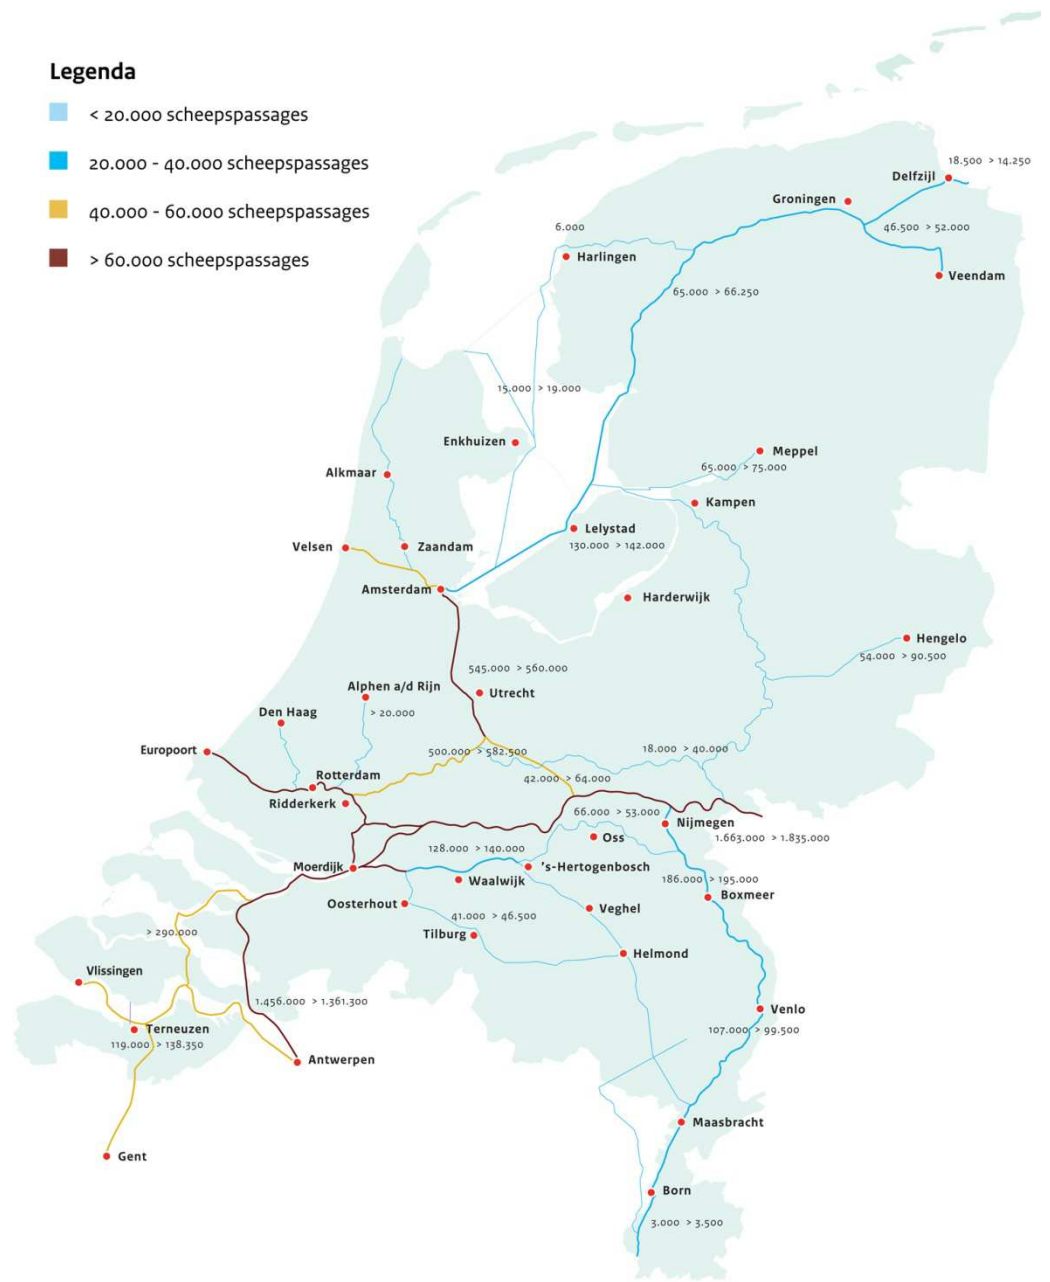 Legenda
< 20.000 scheepspassages
20.000 - 40.000 scheepspassages
40.000 - 60.000 scheepspassages
> 60.000 scheepspassages
18.500 > 14.250
Delfzijl
Groningen
46.500 > 52.000
6.000
Harlingen
Veendam
65.000 > 66.250
15.000 > 19.000
Enkhuizen
Meppel
65.000 > 75.000
Alkmaar
Kampen
Lelystad
130.000 > 142.000
Velsen
Zaandam
Amsterdam
Harderwijk
Hengelo
54.000 > 90.500
545.000 > 560.000
Alphen a/d Rijn
Utrecht
Den Haag
> 20.000
Europoort
500.000 > 582.500
18.000 > 40.000
Rotterdam
42.000 > 64.000
Ridderkerk
66.000 > 53.000
Nijmegen
Oss
1.663.000 > 1.835.000
128.000 > 140.000
Moerdijk
's-Hertogenbosch
Waalwijk
186.000 > 195.000
Boxmeer
Oosterhout
41.000 > 46.500
Veghel
Tilburg
> 290.000
Helmond
Vlissingen
1.456.000 > 1.361.300
Venlo
Terneuzen
107.000 > 99.500
119.000 > 138.350
Antwerpen
Maasbracht
Gent
Born
3.000 > 3.500